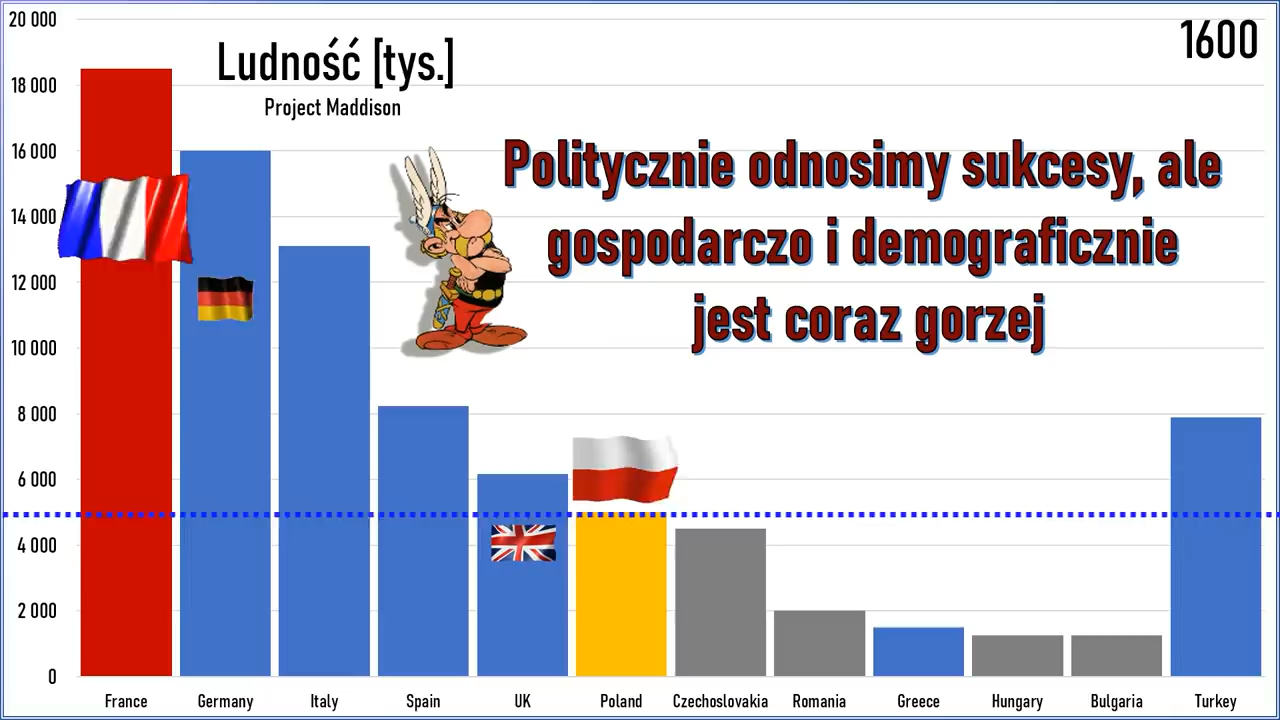 20 000
18 000
16 000
14 000
12 000
10 000
8 000
6 000
4 000
2 000
0
Ludność [tys.]
Project Maddison
1600
Politycznie odnosimy sukcesy, ale
gospodarczo i demograficznie
jest coraz gorzej
France Germany Italy Spain UK Poland Czechoslovakia Romania Greece Hungary Bulgaria Turkey